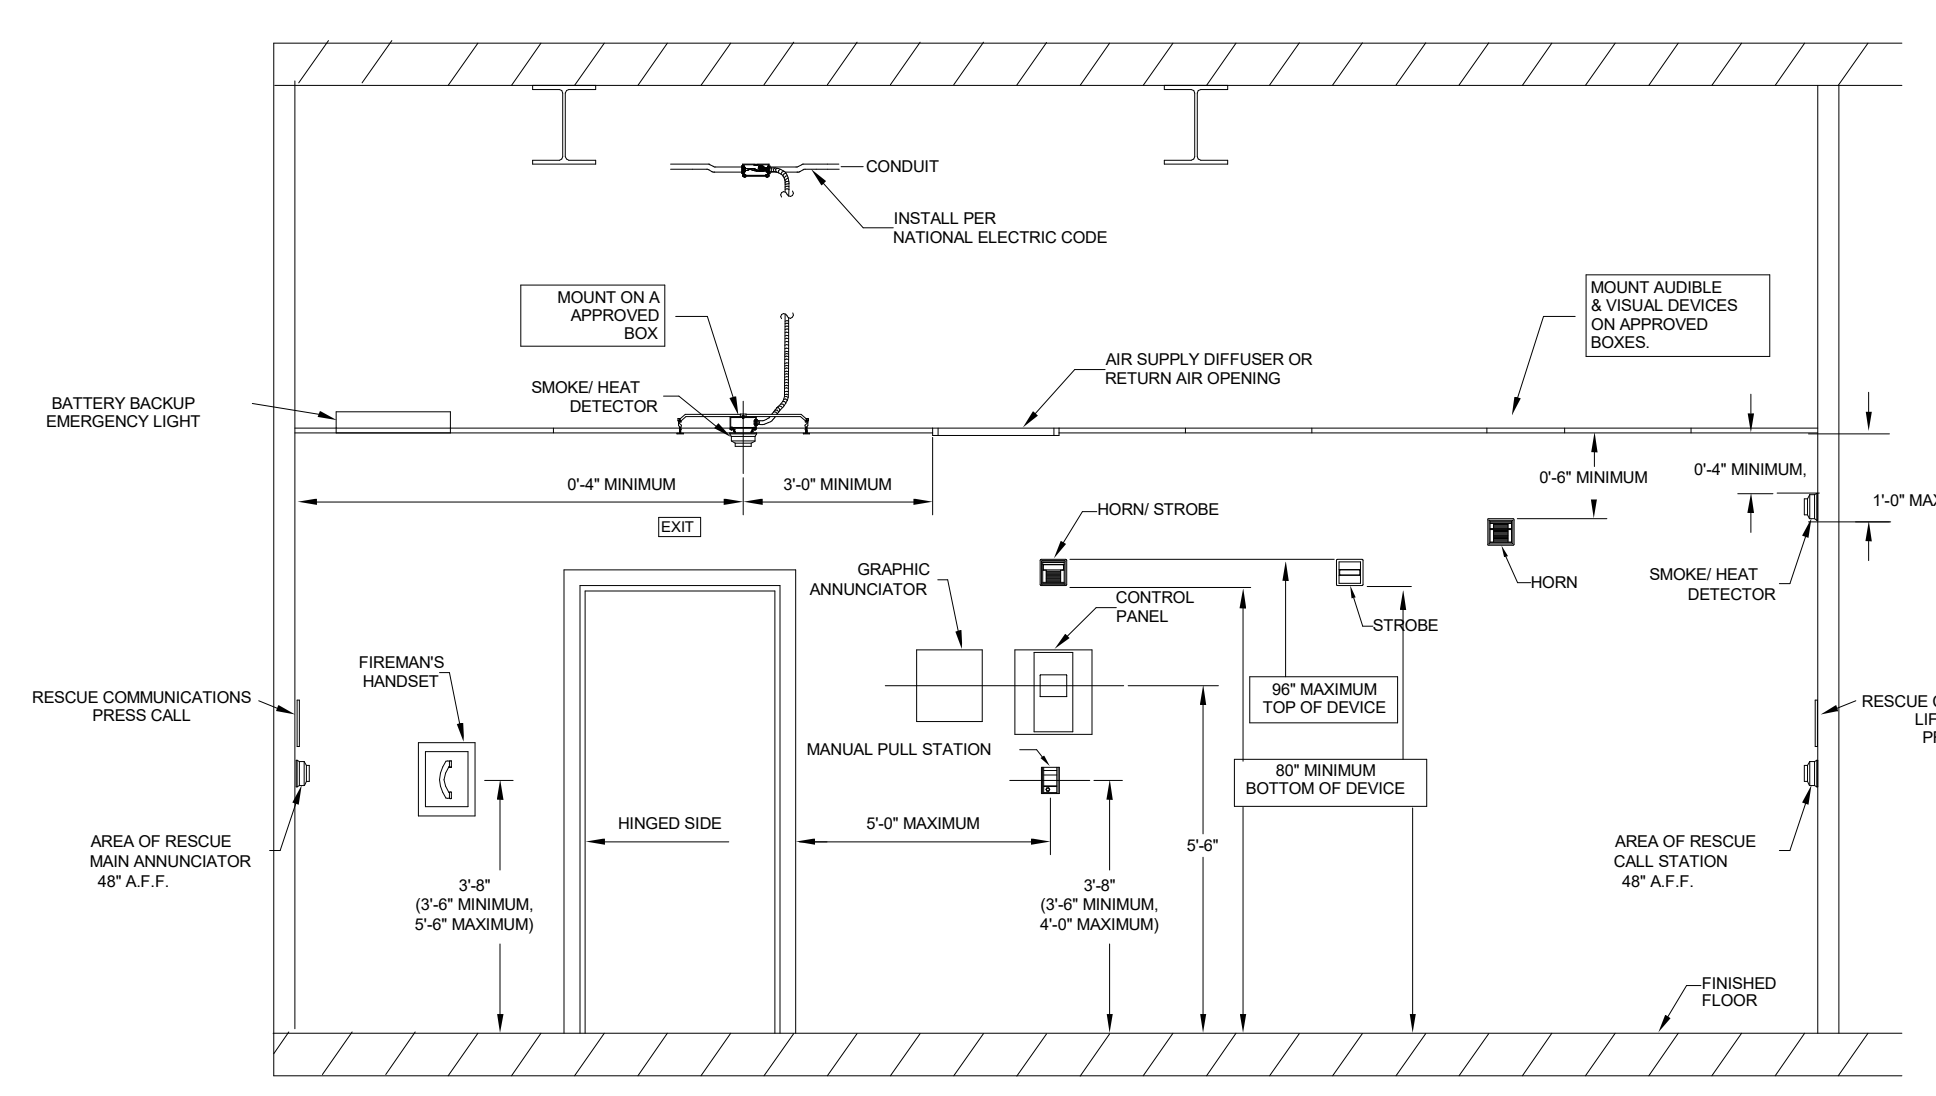 CONDUIT
INSTALL PER
NATIONAL ELECTRIC CODE
MOUNT ON A
APPROVED
BOX
MOUNT AUDIBLE
& VISUAL DEVICES
ON APPROVED
BOXES.
AIR SUPPLY DIFFUSER OR
RETURN AIR OPENING
SMOKE/ HEAT
DETECTOR
BATTERY BACKUP
EMERGENCY LIGHT
0'-4" MINIMUM
3'-0" MINIMUM
0'-6" MINIMUM
0'-4" MINIMUM,
1'-0"
EXIT
HORN/ STROBE
GRAPHIC
ANNUNCIATOR
CONTROL
PANEL
HORN
SMOKE/ HEAT
DETECTOR
STROBE
FIREMAN'S
HANDSET
RESCUE COMMUNICATIONS
PRESS CALL
96" MAXIMUM
TOP OF DEVICE
RESCUE
MANUAL PULL STATION
80" MINIMUM
BOTTOM OF DEVICE
HINGED SIDE
5'-0" MAXIMUM
5'-6"
AREA OF RESCUE
MAIN ANNUNCIATOR
48" A.F.F.
AREA OF RESCUE
CALL STATION
48" A.F.F.
3'-8"
(3'-6" MINIMUM,
5'-6" MAXIMUM)
3'-8"
(3'-6" MINIMUM,
4'-0" MAXIMUM)
FINISHED
FLOOR